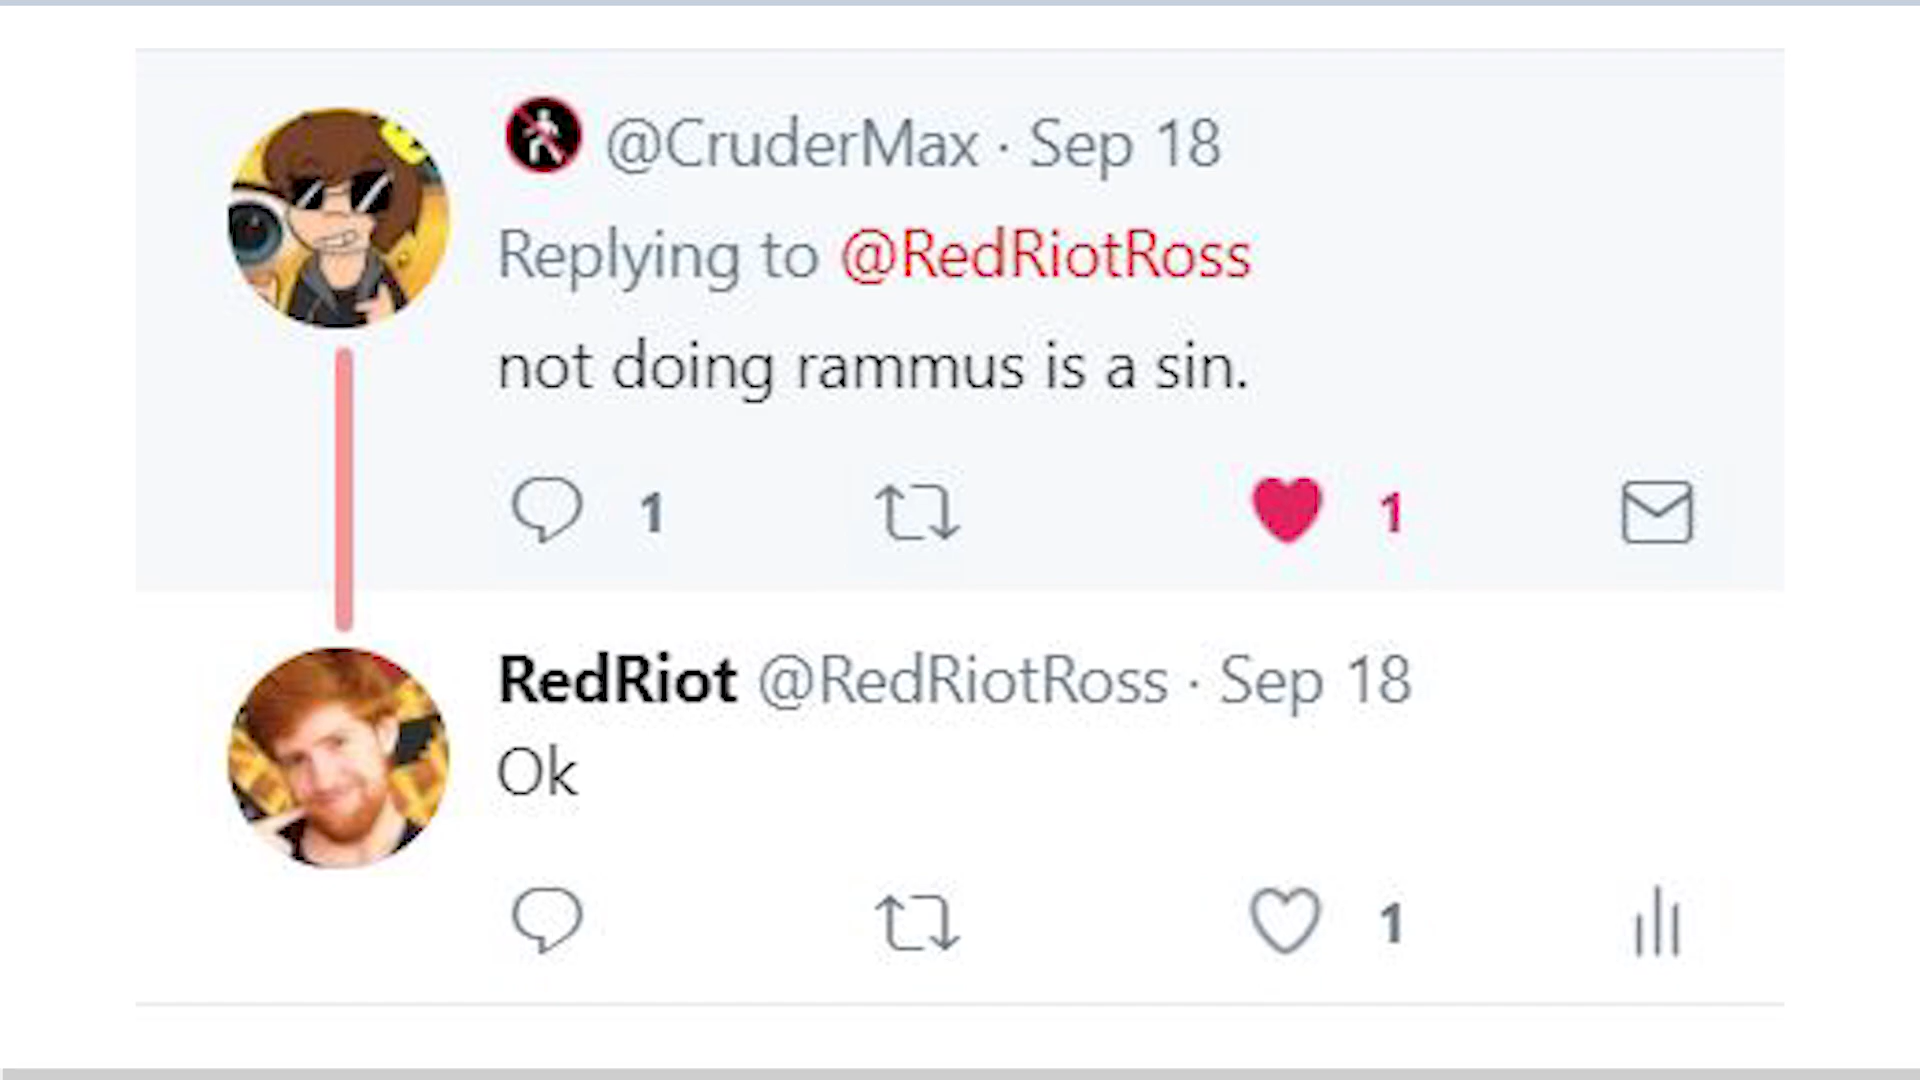 @CruderMax · Sep 18
Replying to @RedRiotRoss
not doing rammus is a sin.
1 1
RedRiot @RedRiotRoss · Sep 18
Ok
1